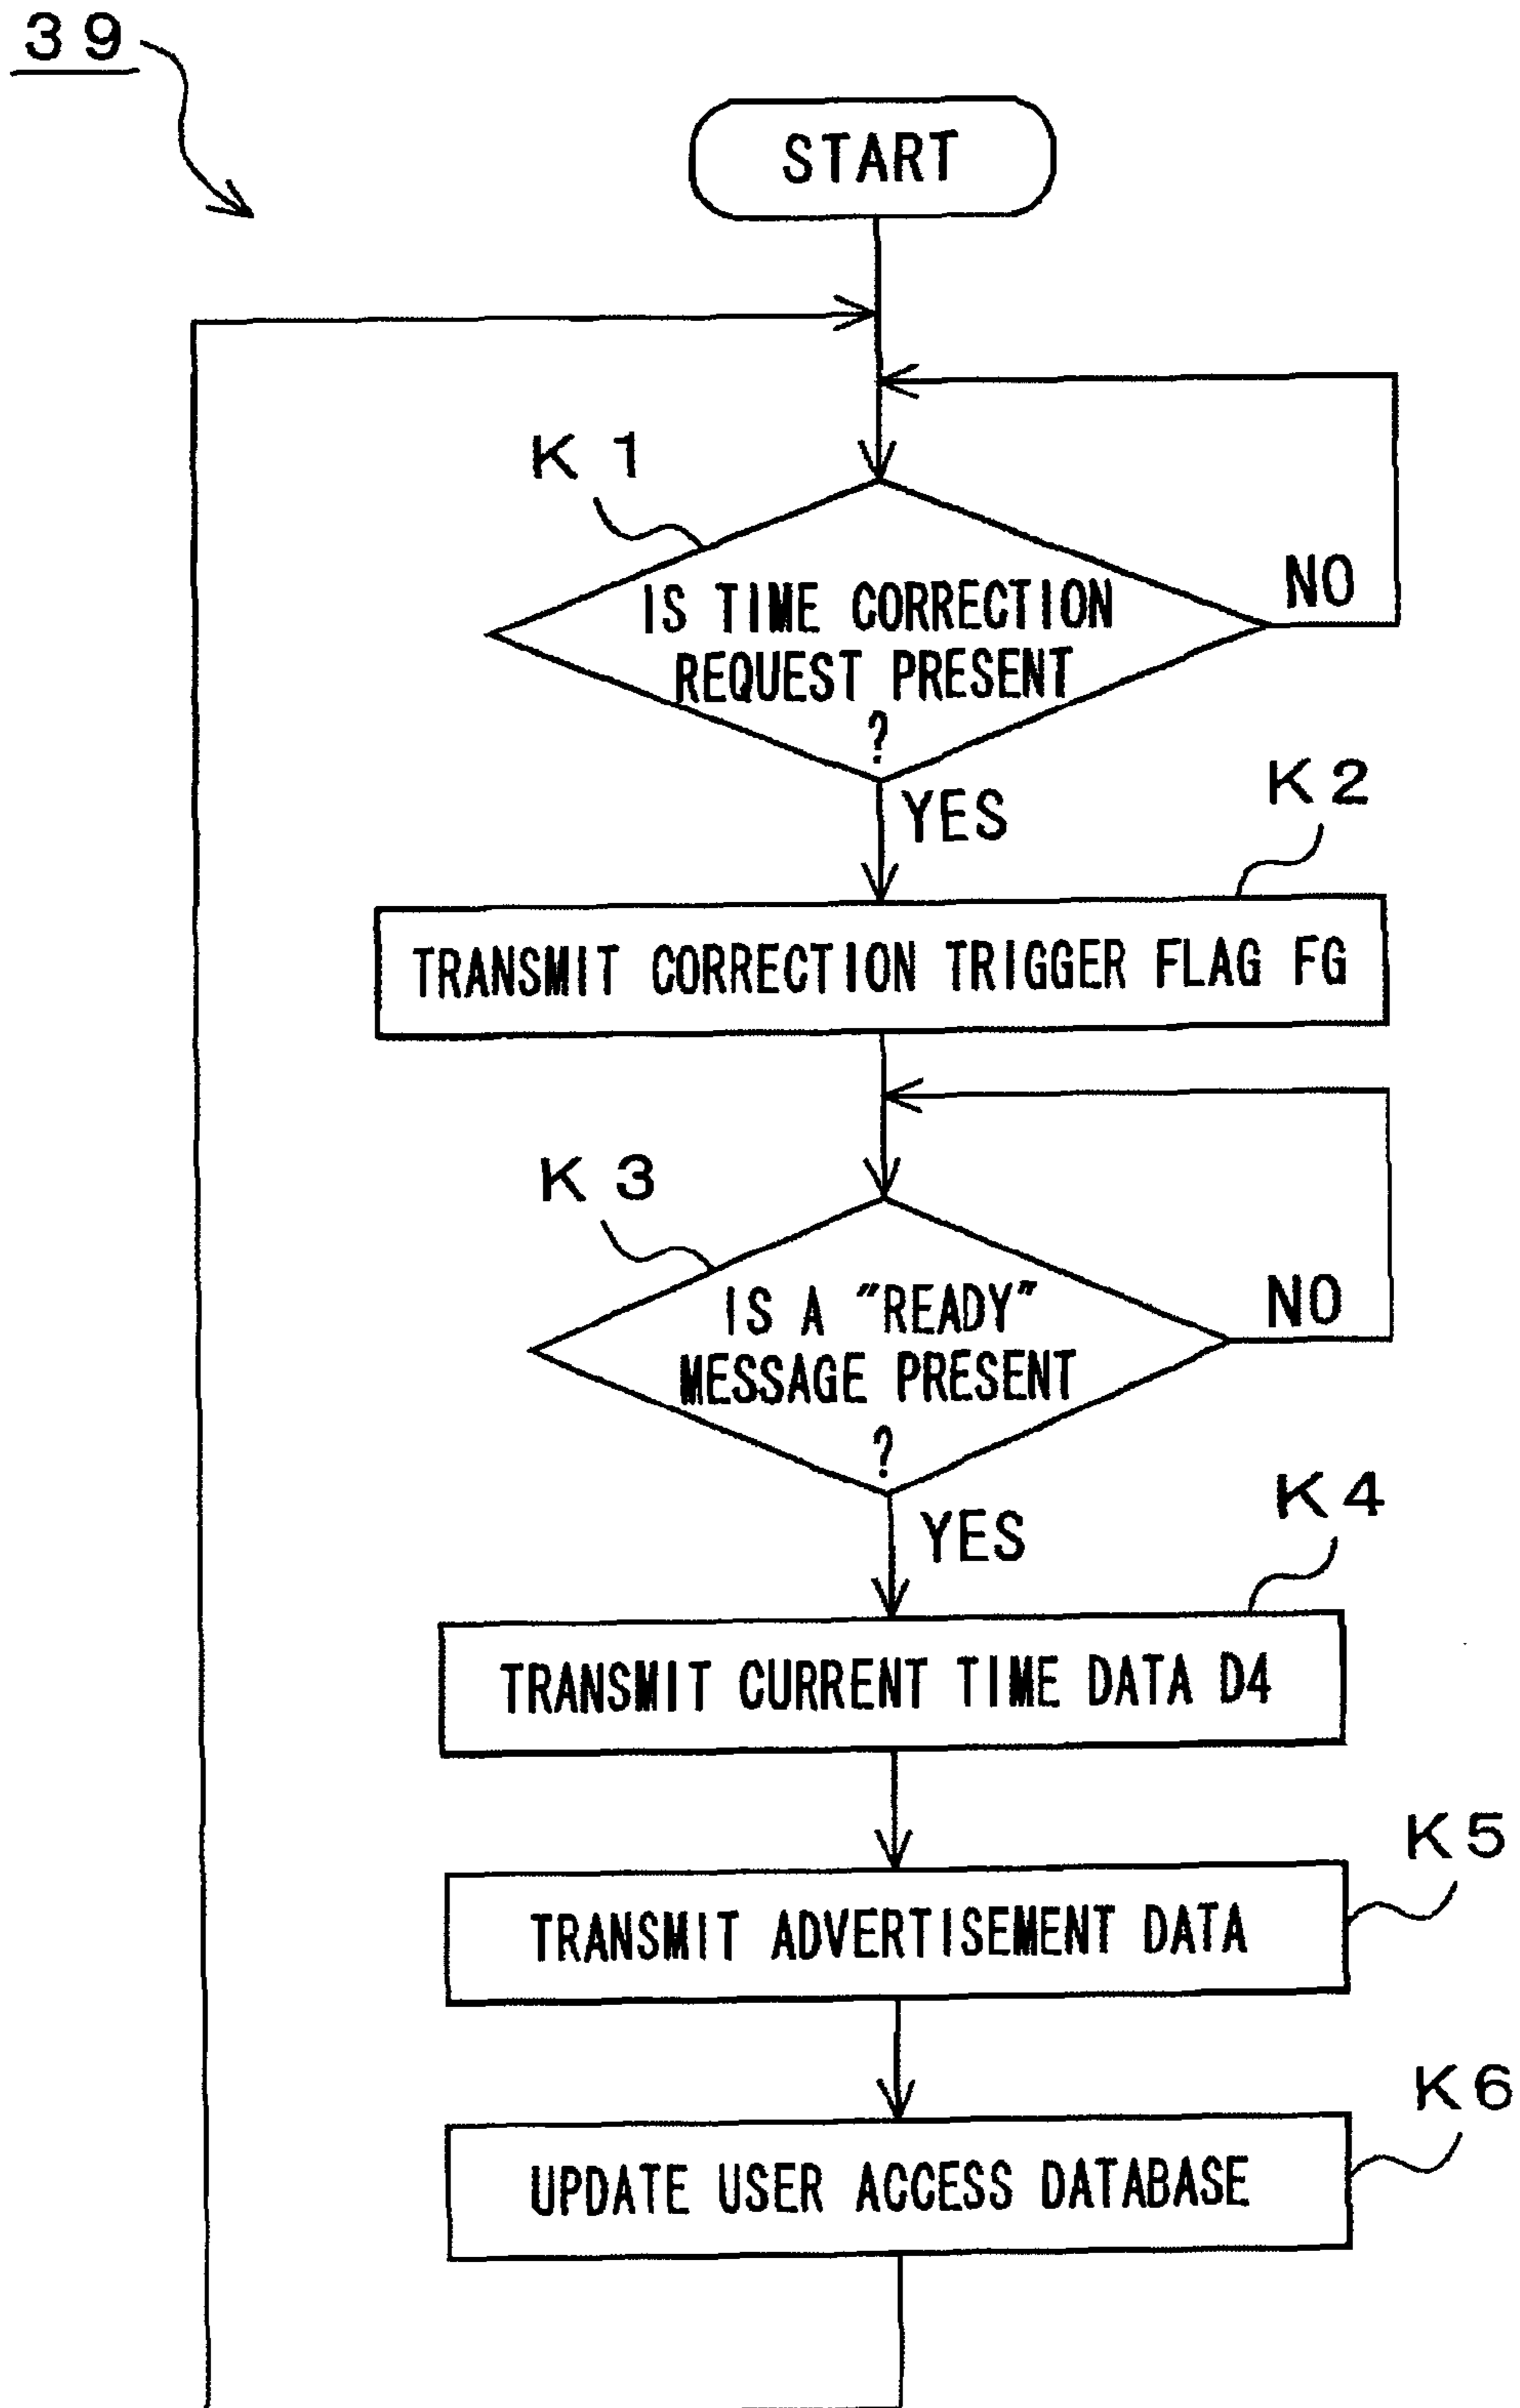 39
START
K1
IS TIME CORRECTION
REQUEST PRESENT
?
NO
YES
K2
TRANSMIT CORRECTION TRIGGER FLAG FG
K3
IS A "READY"
MESSAGE PRESENT
?
NO
YES
K4
TRANSMIT CURRENT TIME DATA D4
K5
TRANSMIT ADVERTISEMENT DATA
K6
UPDATE USER ACCESS DATABASE